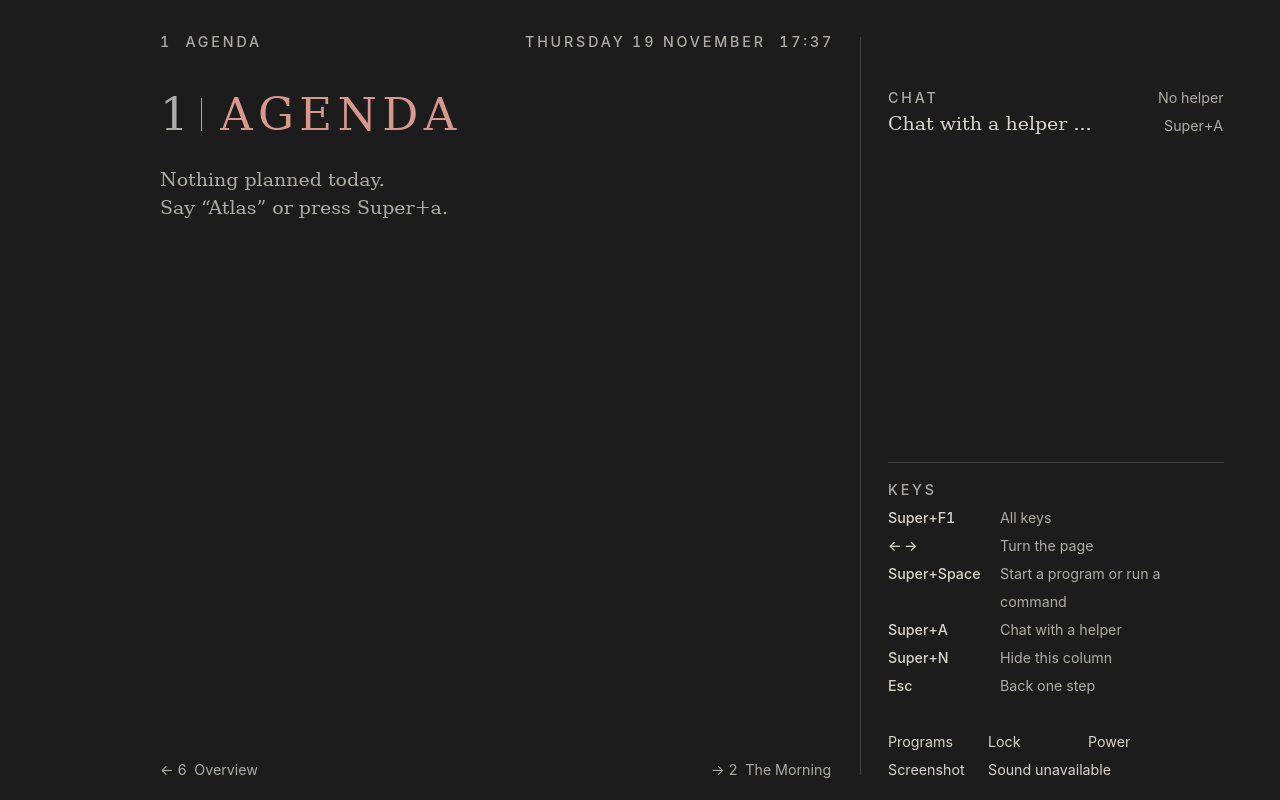 1 AGENDA
THURSDAY 19 NOVEMBER 17:37
1 AGENDA
Nothing planned today.
Say “Atlas” or press Super+a.
← 6 Overview
→ 2 The Morning
CHAT
No helper
Chat with a helper ...
Super+A
KEYS
Super+F1 All keys
← → Turn the page
Super+Space Start a program or run a
command
Super+A Chat with a helper
Super+N Hide this column
Esc Back one step
Programs Lock Power
Screenshot Sound unavailable